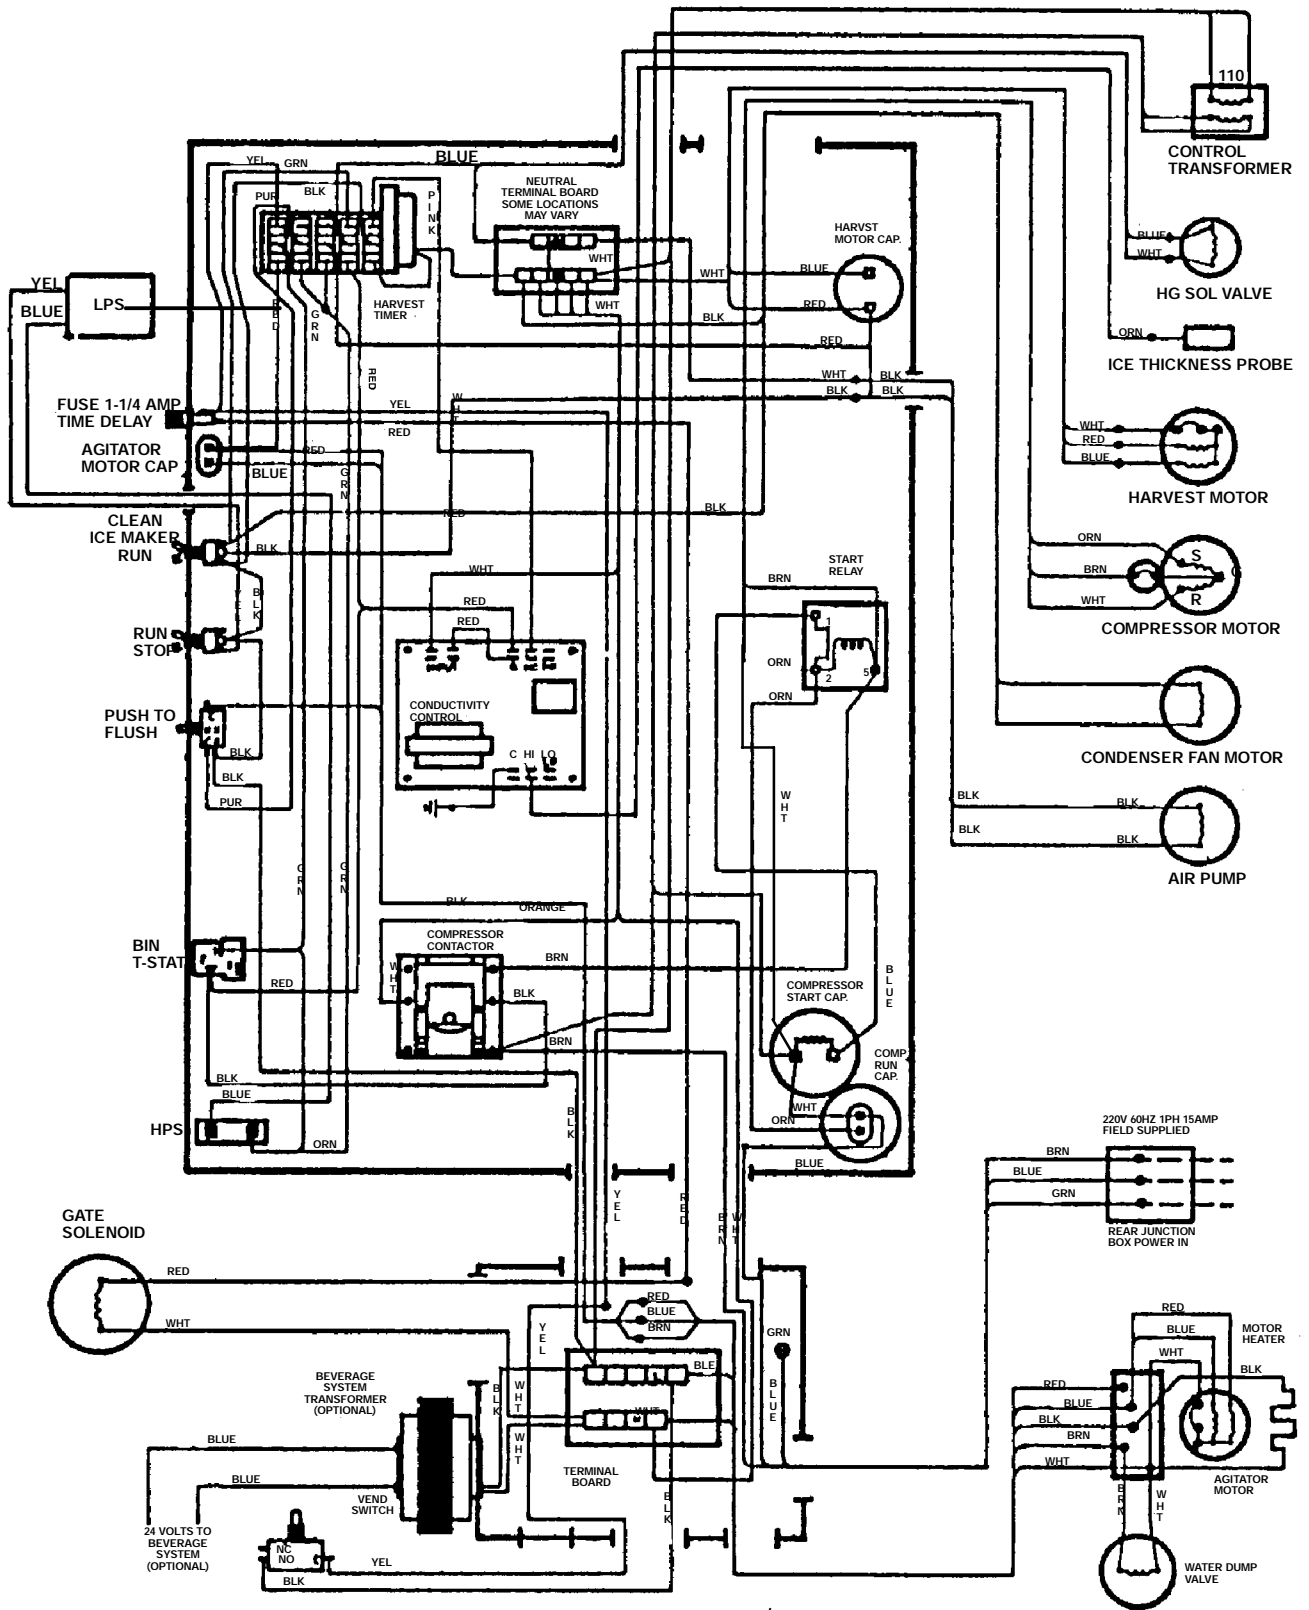 110
CONTROL
TRANSFORMER
BLUE
WHT
HG SOL VALVE
ORN
ICE THICKNESS PROBE
WHT
RED
BLUE
HARVEST MOTOR
ORN
S
BRN
C
WHT
R
COMPRESSOR MOTOR
CONDENSER FAN MOTOR
BLK
BLK
BLK
BLK
AIR PUMP
YEL
GRN
BLUE
BLK
PUR
PINK
NEUTRAL
TERMINAL BOARD
SOME LOCATIONS
MAY VARY
WHT
WHT
WHT
BLK
HARVST
MOTOR CAP.
BLUE
RED
RED
WHT
BLK
BLK
BLK
YEL
BLUE
LPS
RED
GRN
HARVEST
TIMER
RED
FUSE 1-1/4 AMP
TIME DELAY
YEL
RED
WHT
AGITATOR
MOTOR CAP
RED
BLUE
GRN
CLEAN
ICE MAKER
RUN
RED
BLK
BLK
BLK
WHT
RED
RED
RUN
STOP
START
RELAY
BRN
1
ORN
2
5
ORN
PUSH TO
FLUSH
BLK
BLK
PUR
CONDUCTIVITY
CONTROL
C HI LO
WHT
GRN
GRN
BLK
ORANGE
BIN
T-STAT
RED
COMPRESSOR
CONTACTOR
WHT
BRN
BLK
BRN
BLK
BLUE
COMPRESSOR
START CAP.
BLUE
COMP
RUN
CAP.
WHT
ORN
BLUE
HPS
ORN
BLK
YEL
RED
BRN
WHT
220V 60HZ 1PH 15AMP
FIELD SUPPLIED
BRN
BLUE
GRN
REAR JUNCTION
BOX POWER IN
GATE
SOLENOID
RED
WHT
YEL
RED
BLUE
BRN
GRN
BLUE
BLE
WHT
TERMINAL
BOARD
BLK
WHT
WHT
BLK
BEVERAGE
SYSTEM
TRANSFORMER
(OPTIONAL)
BLUE
BLUE
VEND
SWITCH
24 VOLTS TO
BEVERAGE
SYSTEM
(OPTIONAL)
NC
NO
YEL
BLK
RED
BLUE
WHT
MOTOR
HEATER
BLK
RED
BLUE
BLK
BRN
WHT
BRN
WHT
AGITATOR
MOTOR
WATER DUMP
VALVE